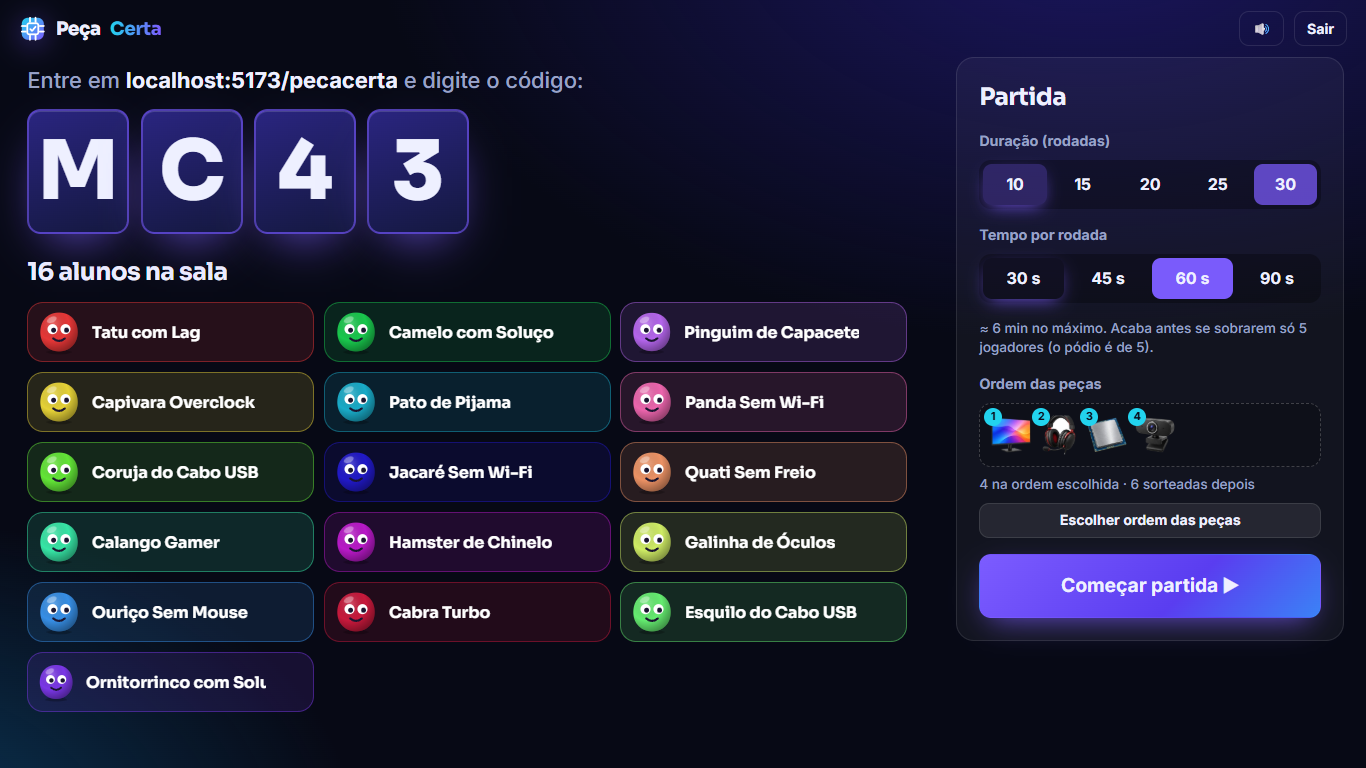 Peça Certa
Sair
Entre em localhost:5173/pecacerta e digite o código:
M C 4 3
16 alunos na sala
Tatu com Lag
Camelo com Soluço
Pinguim de Capacete
Capivara Overclock
Pato de Pijama
Panda Sem Wi-Fi
Coruja do Cabo USB
Jacaré Sem Wi-Fi
Quati Sem Freio
Calango Gamer
Hamster de Chinelo
Galinha de Óculos
Ouriço Sem Mouse
Cabra Turbo
Esquilo do Cabo USB
Ornitorrinco com Solu
Partida
Duração (rodadas)
10 15 20 25 30
Tempo por rodada
30 s 45 s 60 s 90 s
≈ 6 min no máximo. Acaba antes se sobrarem só 5
jogadores (o pódio é de 5).
Ordem das peças
1 2 3 4
4 na ordem escolhida · 6 sorteadas depois
Escolher ordem das peças
Começar partida ▶